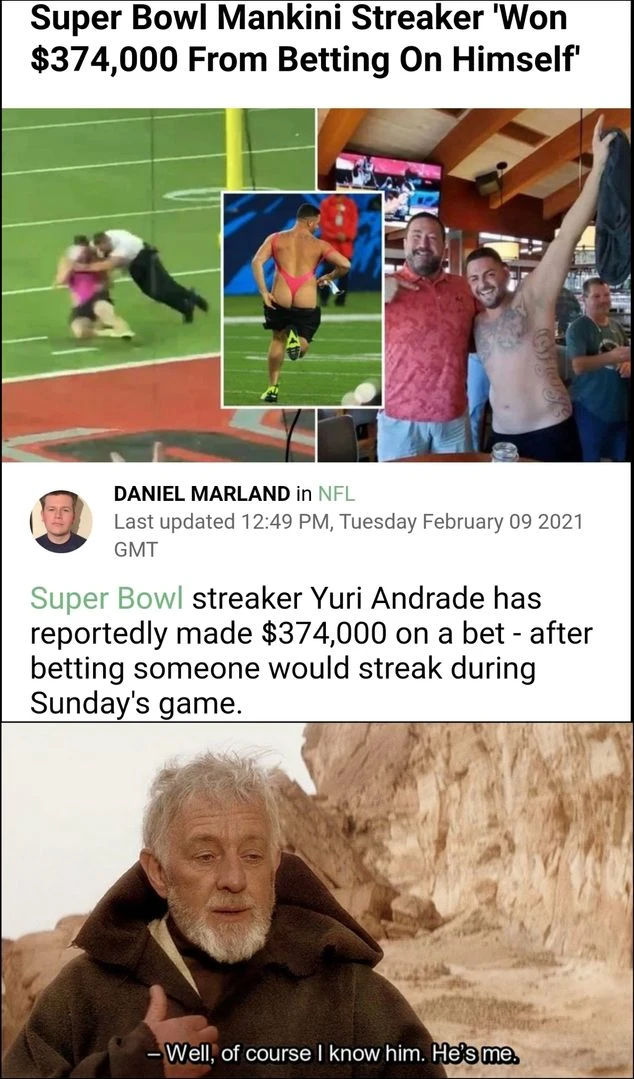 Super Bowl Mankini Streaker 'Won
$374,000 From Betting On Himself'
DANIEL MARLAND in NFL
Last updated 12:49 PM, Tuesday February 09 2021
GMT
Super Bowl streaker Yuri Andrade has
reportedly made $374,000 on a bet - after
betting someone would streak during
Sunday's game.
– Well, of course I know him. He's me.